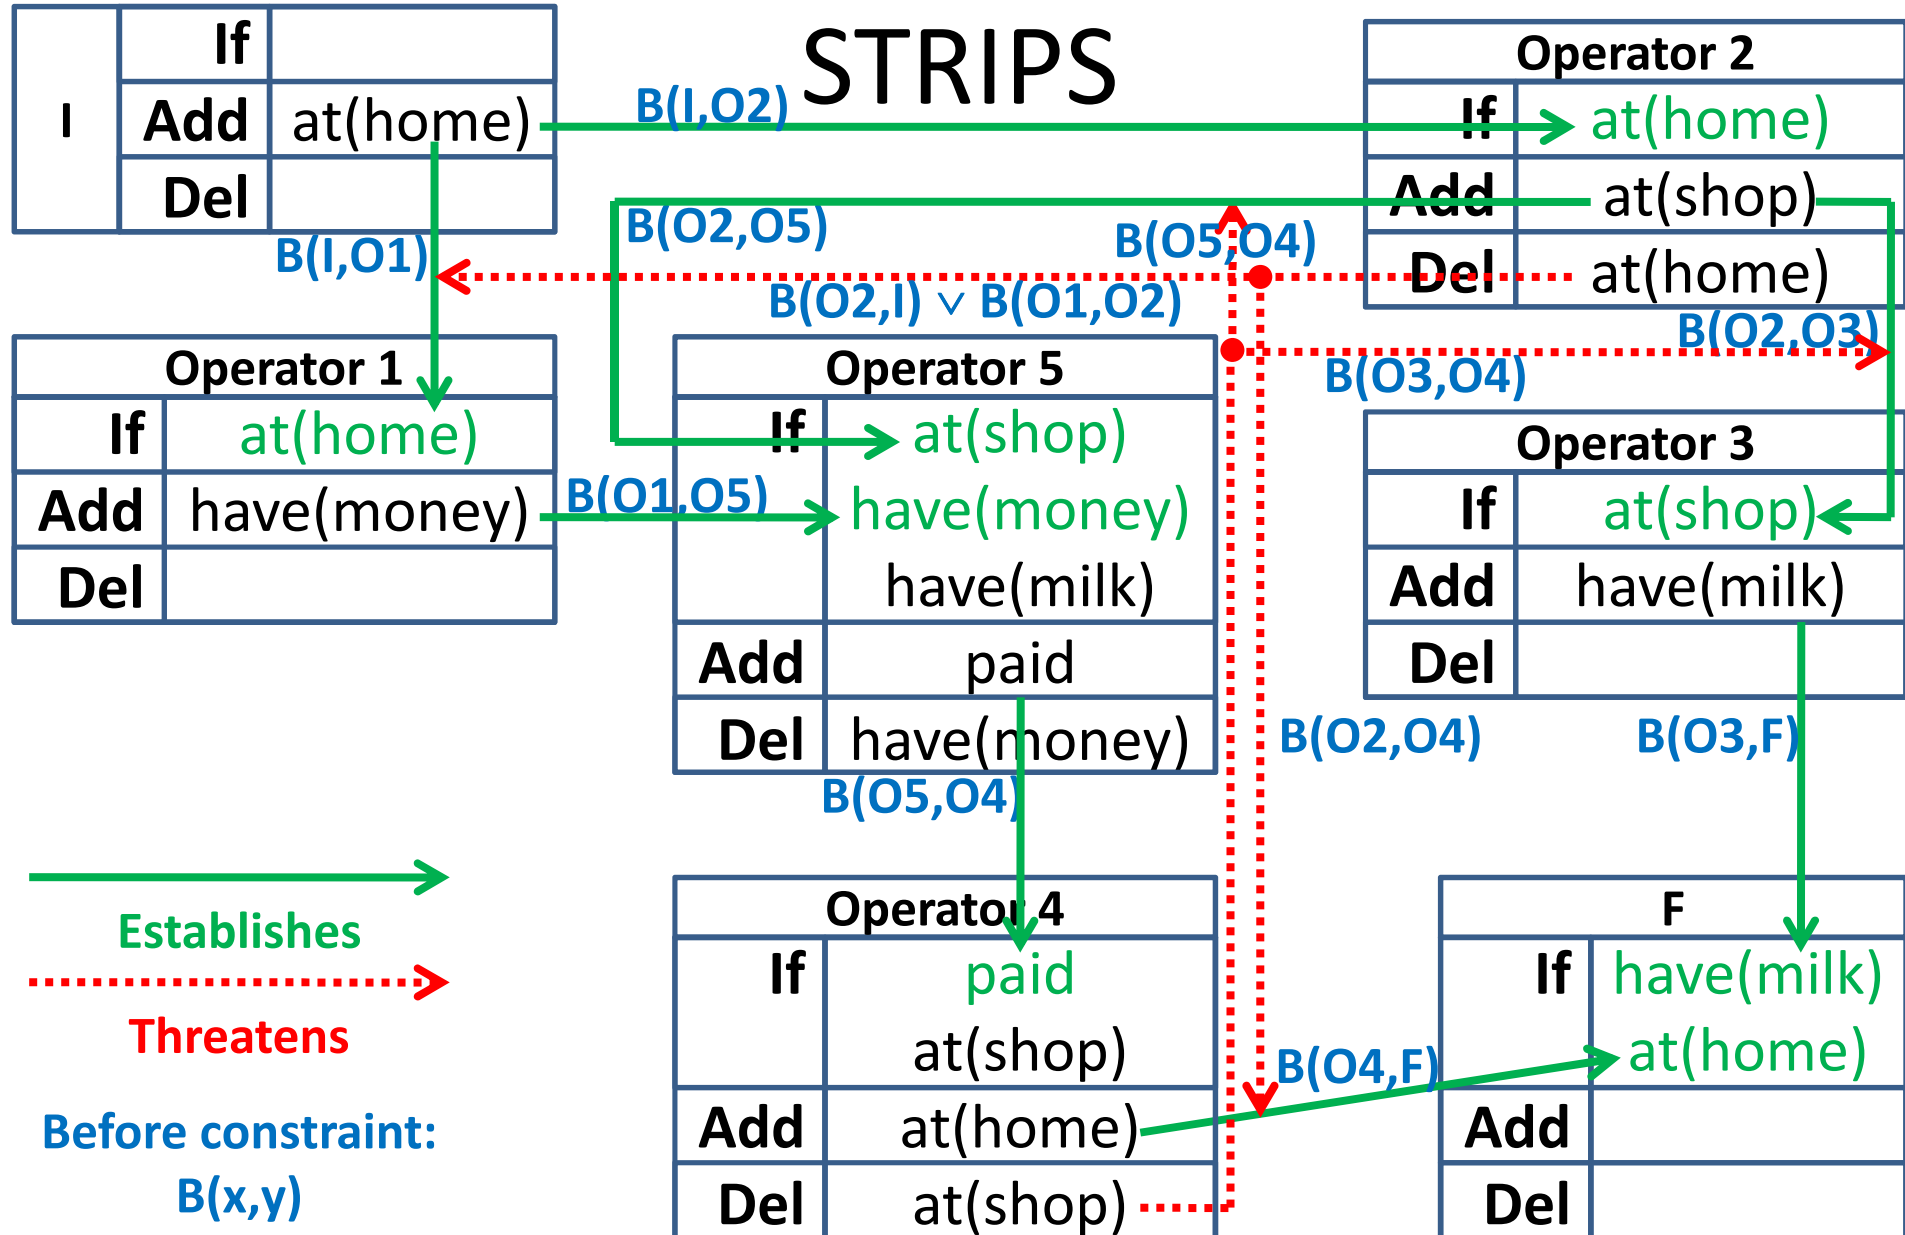 STRIPS
I
If
Add at(home)
Del
B(I,O2)
Operator 2
If at(home)
Add at(shop)
Del at(home)
B(O2,O5)
B(O5,O4)
B(I,O1)
B(O2,I) ∨ B(O1,O2)
B(O2,O3)
B(O3,O4)
Operator 1
If at(home)
Add have(money)
Del
B(O1,O5)
Operator 5
If at(shop)
have(money)
have(milk)
Add paid
Del have(money)
Operator 3
If at(shop)
Add have(milk)
Del
B(O5,O4)
B(O2,O4)
B(O3,F)
Establishes
Threatens
Before constraint:
B(x,y)
Operator 4
If paid
at(shop)
Add at(home)
Del at(shop)
B(O4,F)
F
If have(milk)
at(home)
Add
Del